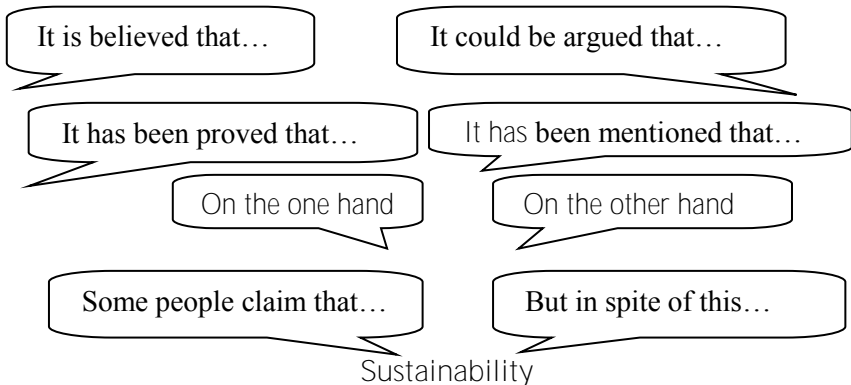 It is believed that…
It could be argued that…
It has been proved that…
It has been mentioned that…
On the one hand
On the other hand
Some people claim that…
But in spite of this…
Sustainability